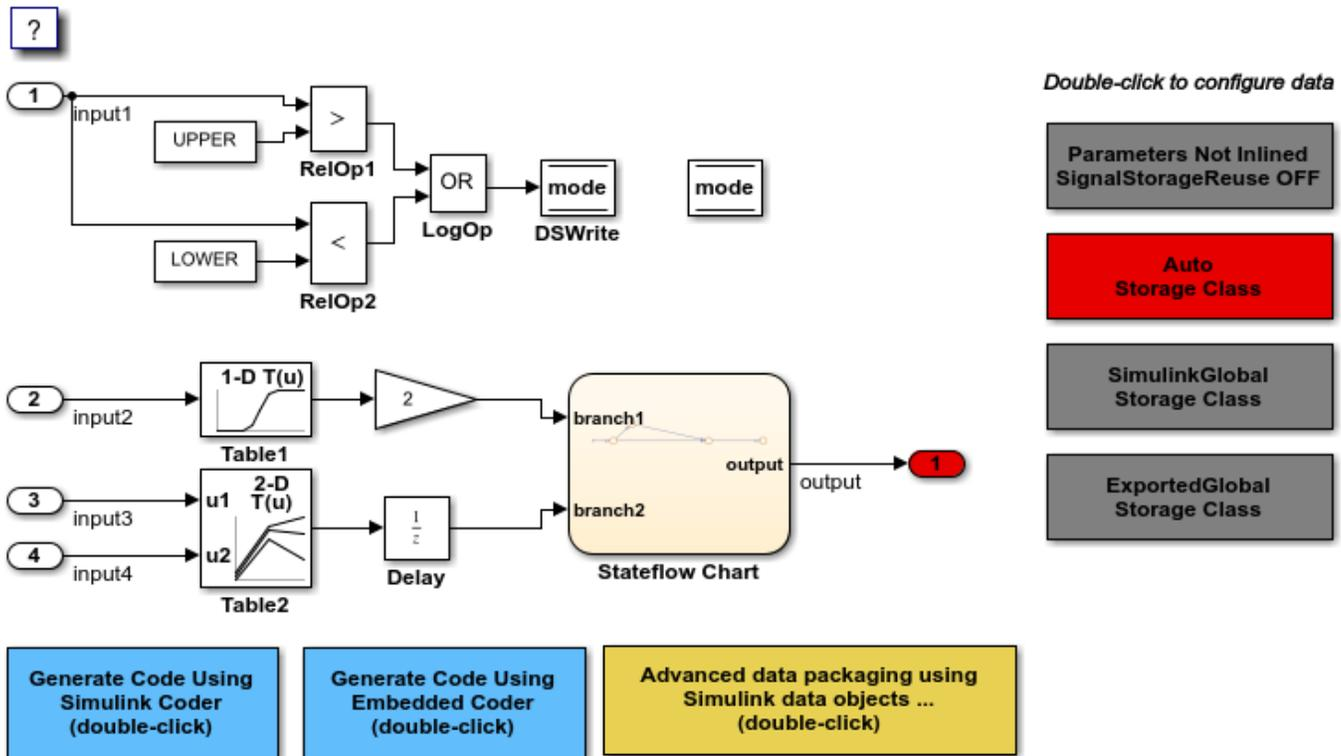 ?
Double-click to configure data
1
input1
UPPER
>
RelOp1
LOWER
<
RelOp2
OR
LogOp
mode
DSWrite
mode
Parameters Not Inlined
SignalStorageReuse OFF
Auto
Storage Class
SimulinkGlobal
Storage Class
ExportedGlobal
Storage Class
2
input2
1-D T(u)
Table1
2
3
input3
4
input4
u1
u2
2-D
T(u)
Table2
1
z
Delay
branch1
branch2
output
Stateflow Chart
output
1
Generate Code Using
Simulink Coder
(double-click)
Generate Code Using
Embedded Coder
(double-click)
Advanced data packaging using
Simulink data objects ...
(double-click)